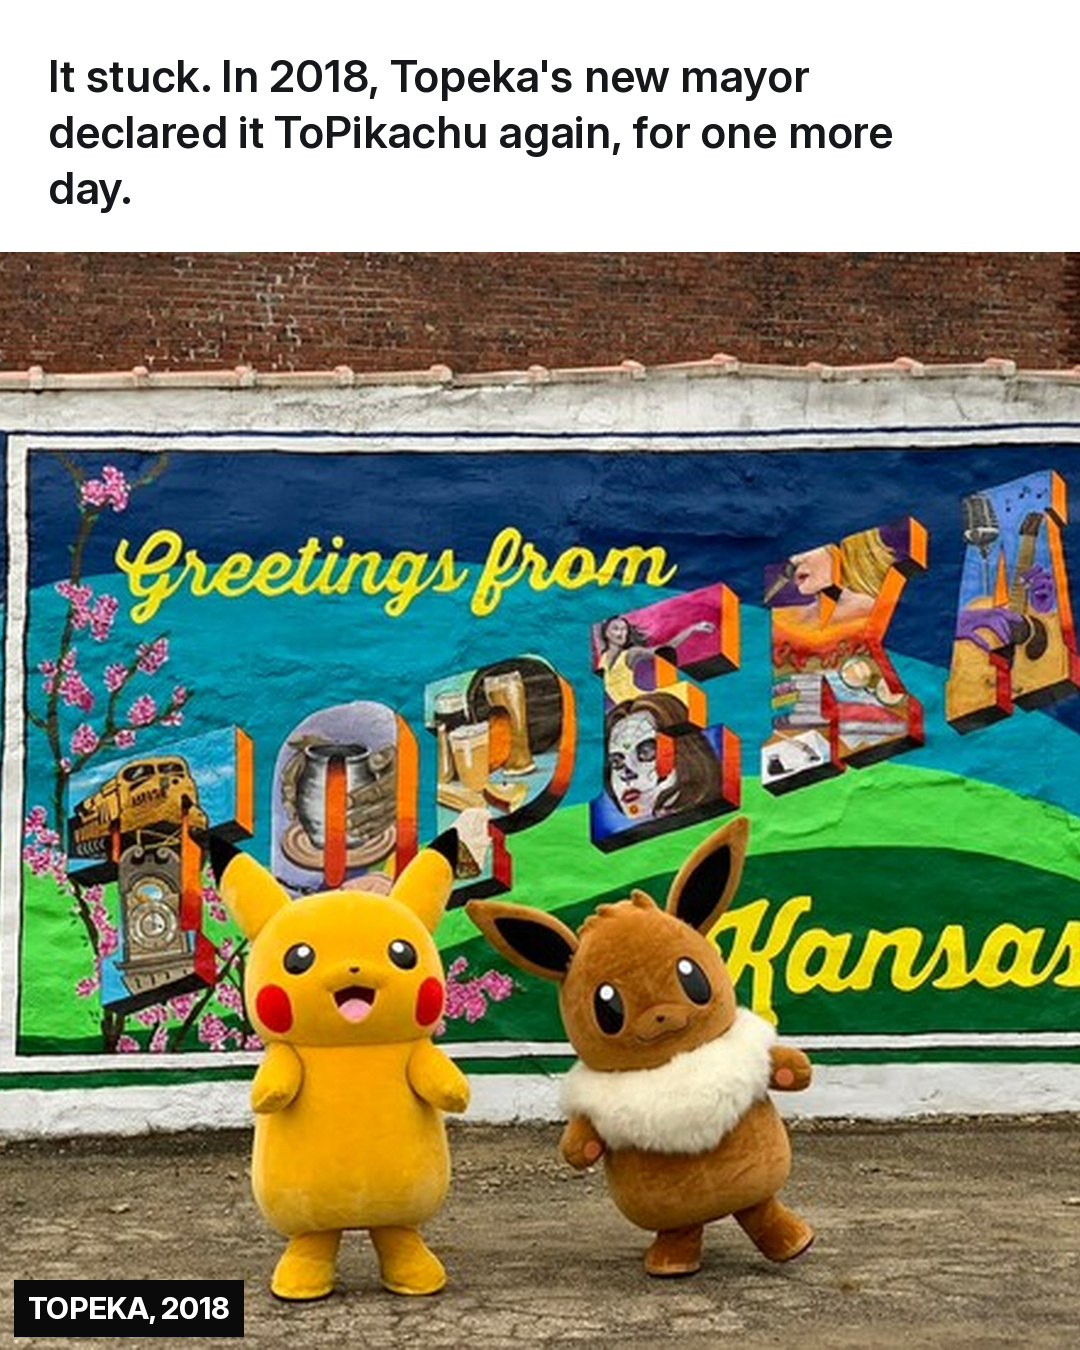 It stuck. In 2018, Topeka's new mayor
declared it ToPikachu again, for one more
day.
Greetings from
TOPEKA
Kansas
TOPEKA, 2018